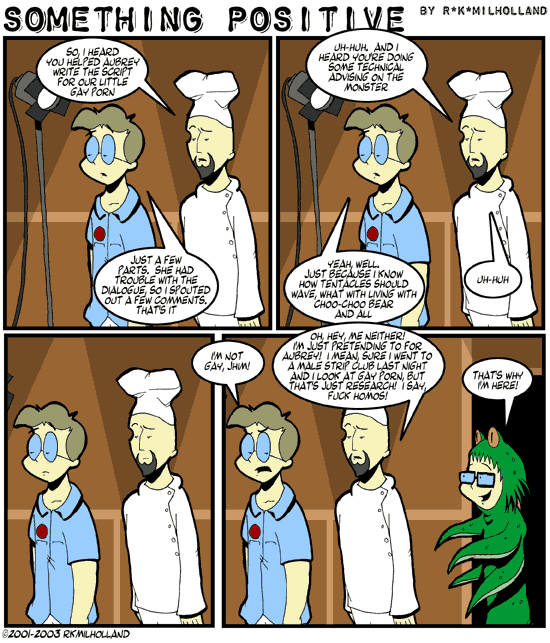 SOMETHING POSITIVE
BY R*K*MILHOLLAND
SO, I HEARD
YOU HELPED AUBREY
WRITE THE SCRIPT
FOR OUR LITTLE
GAY PORN
JUST A FEW
PARTS. SHE HAD
TROUBLE WITH THE
DIALOGUE, SO I SPOUTED
OUT A FEW COMMENTS.
THAT'S IT
UH-HUH, AND I
HEARD YOU'RE DOING
SOME TECHNICAL
ADVISING ON THE
MONSTER
YEAH, WELL.
JUST BECAUSE I KNOW
HOW TENTACLES SHOULD
WAVE, WHAT WITH LIVING WITH
CHOO-CHOO BEAR
AND ALL
UH-HUH
I'M NOT
GAY, JHIM!
OH, HEY, ME NEITHER!
I'M JUST PRETENDING TO FOR
AUBREY! I MEAN, SURE I WENT TO
A MALE STRIP CLUB LAST NIGHT
AND I LOOK AT GAY PORN, BUT
THAT'S JUST RESEARCH! I SAY,
FUCK HOMOS!
THAT'S WHY
I'M HERE!
©2001-2003 RKMILHOLLAND